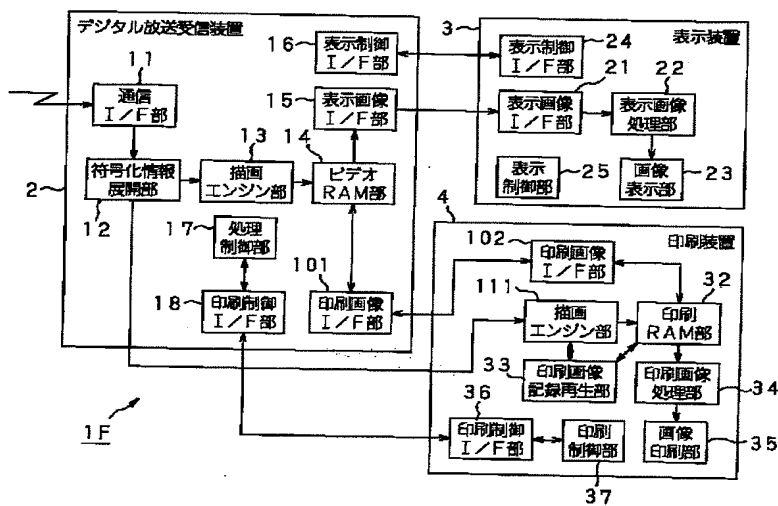 デジタル放送受信装置
2
11
通信
I/F部
符号化情報
展開部
12
13
描画
エンジン部
14
ビデオ
RAM部
15
表示画像
I/F部
16
表示制御
I/F部
17
処理
制御部
18
印刷制御
I/F部
101
印刷画像
I/F部
3
表示装置
24
表示制御
I/F部
21
表示画像
I/F部
22
表示画像
処理部
表示
制御部
25
画像
表示部
23
4
印刷装置
102
印刷画像
I/F部
111
描画
エンジン部
32
印刷
RAM部
33
印刷画像
記録再生部
印刷画像
処理部
34
36
印刷制御
I/F部
印刷
制御部
37
画像
印刷部
35
1F